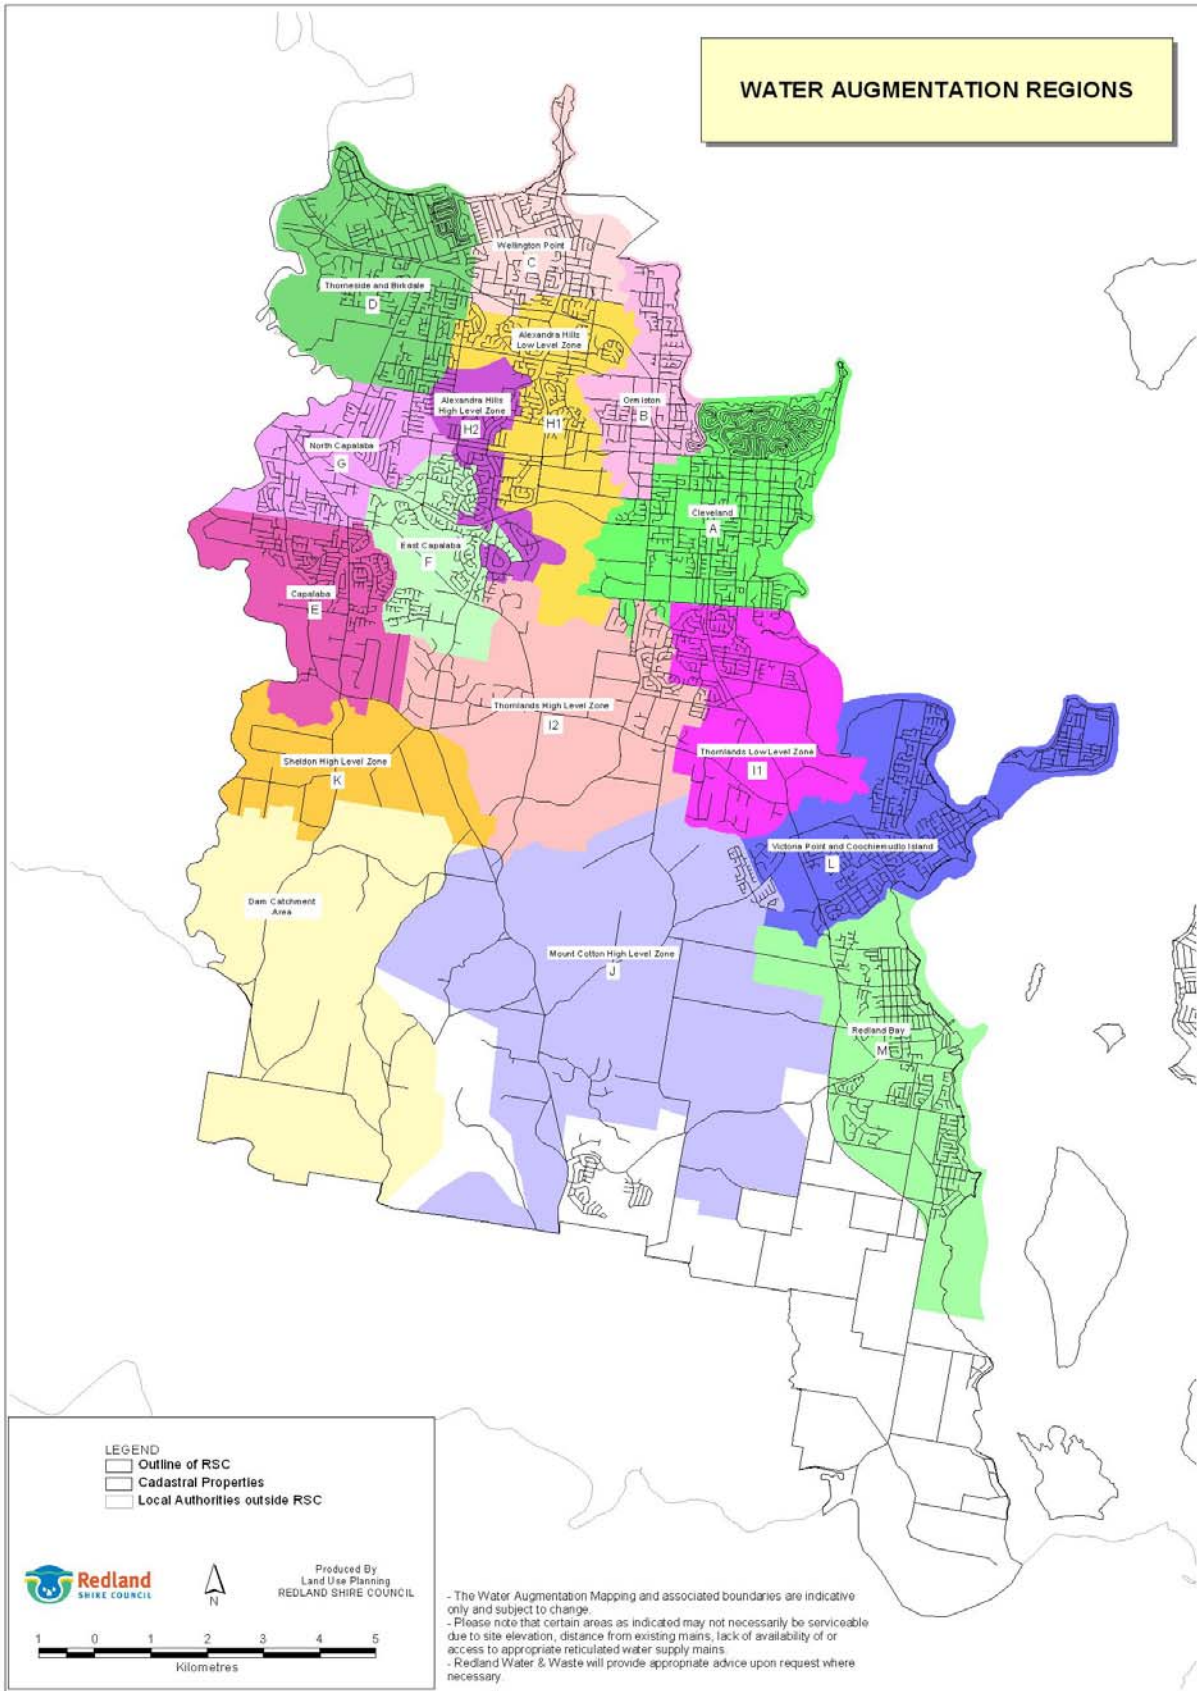 WATER AUGMENTATION REGIONS
Wellington Point
C
Thorneside and Birkdale
D
Alexandra Hills
Low Level Zone
Alexandra Hills
High Level Zone
Ormiston
B
H2
H1
North Capalaba
G
Cleveland
A
East Capalaba
F
Capalaba
E
Thornlands High Level Zone
I2
Thornlands Low Level Zone
I1
Sheldon High Level Zone
K
Victoria Point and Coochiemudlo Island
L
Dam Catchment
Area
Mount Cotton High Level Zone
J
Redland Bay
M
LEGEND
Outline of RSC
Cadastral Properties
Local Authorities outside RSC
Redland
SHIRE COUNCIL
N
Produced By
Land Use Planning
REDLAND SHIRE COUNCIL
1 0 1 2 3 4 5
Kilometres
- The Water Augmentation Mapping and associated boundaries are indicative
only and subject to change.
- Please note that certain areas as indicated may not necessarily be serviceable
due to site elevation, distance from existing mains, lack of availability of or
access to appropriate reticulated water supply mains.
- Redland Water & Waste will provide appropriate advice upon request where
necessary.